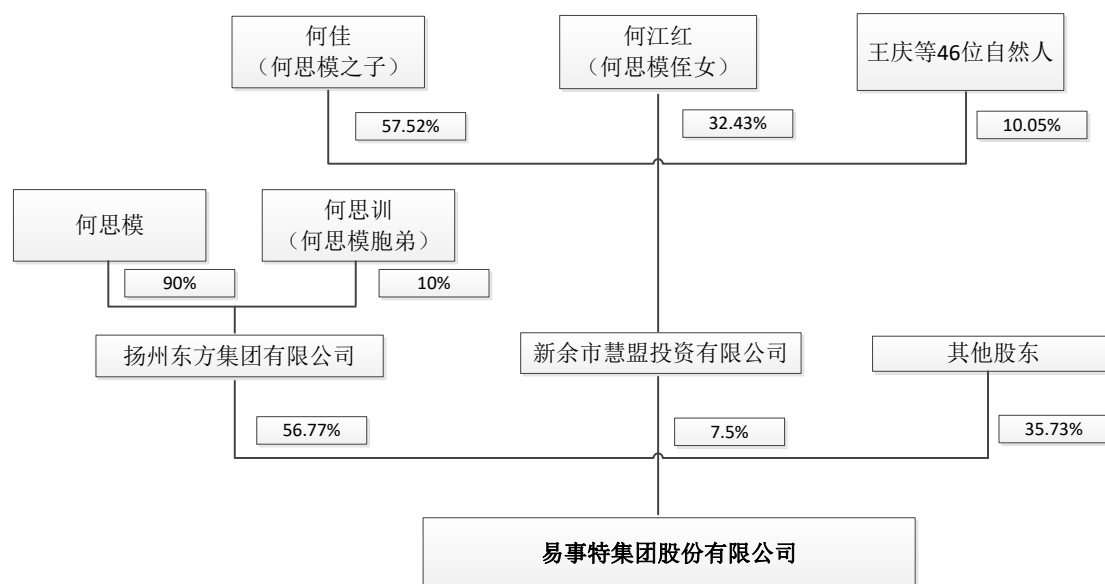 何佳
（何思模之子）
何江红
（何思模侄女）
王庆等46位自然人
57.52%
32.43%
10.05%
何思模
何思训
（何思模胞弟）
90%
10%
扬州东方集团有限公司
新余市慧盟投资有限公司
其他股东
56.77%
7.5%
35.73%
易事特集团股份有限公司